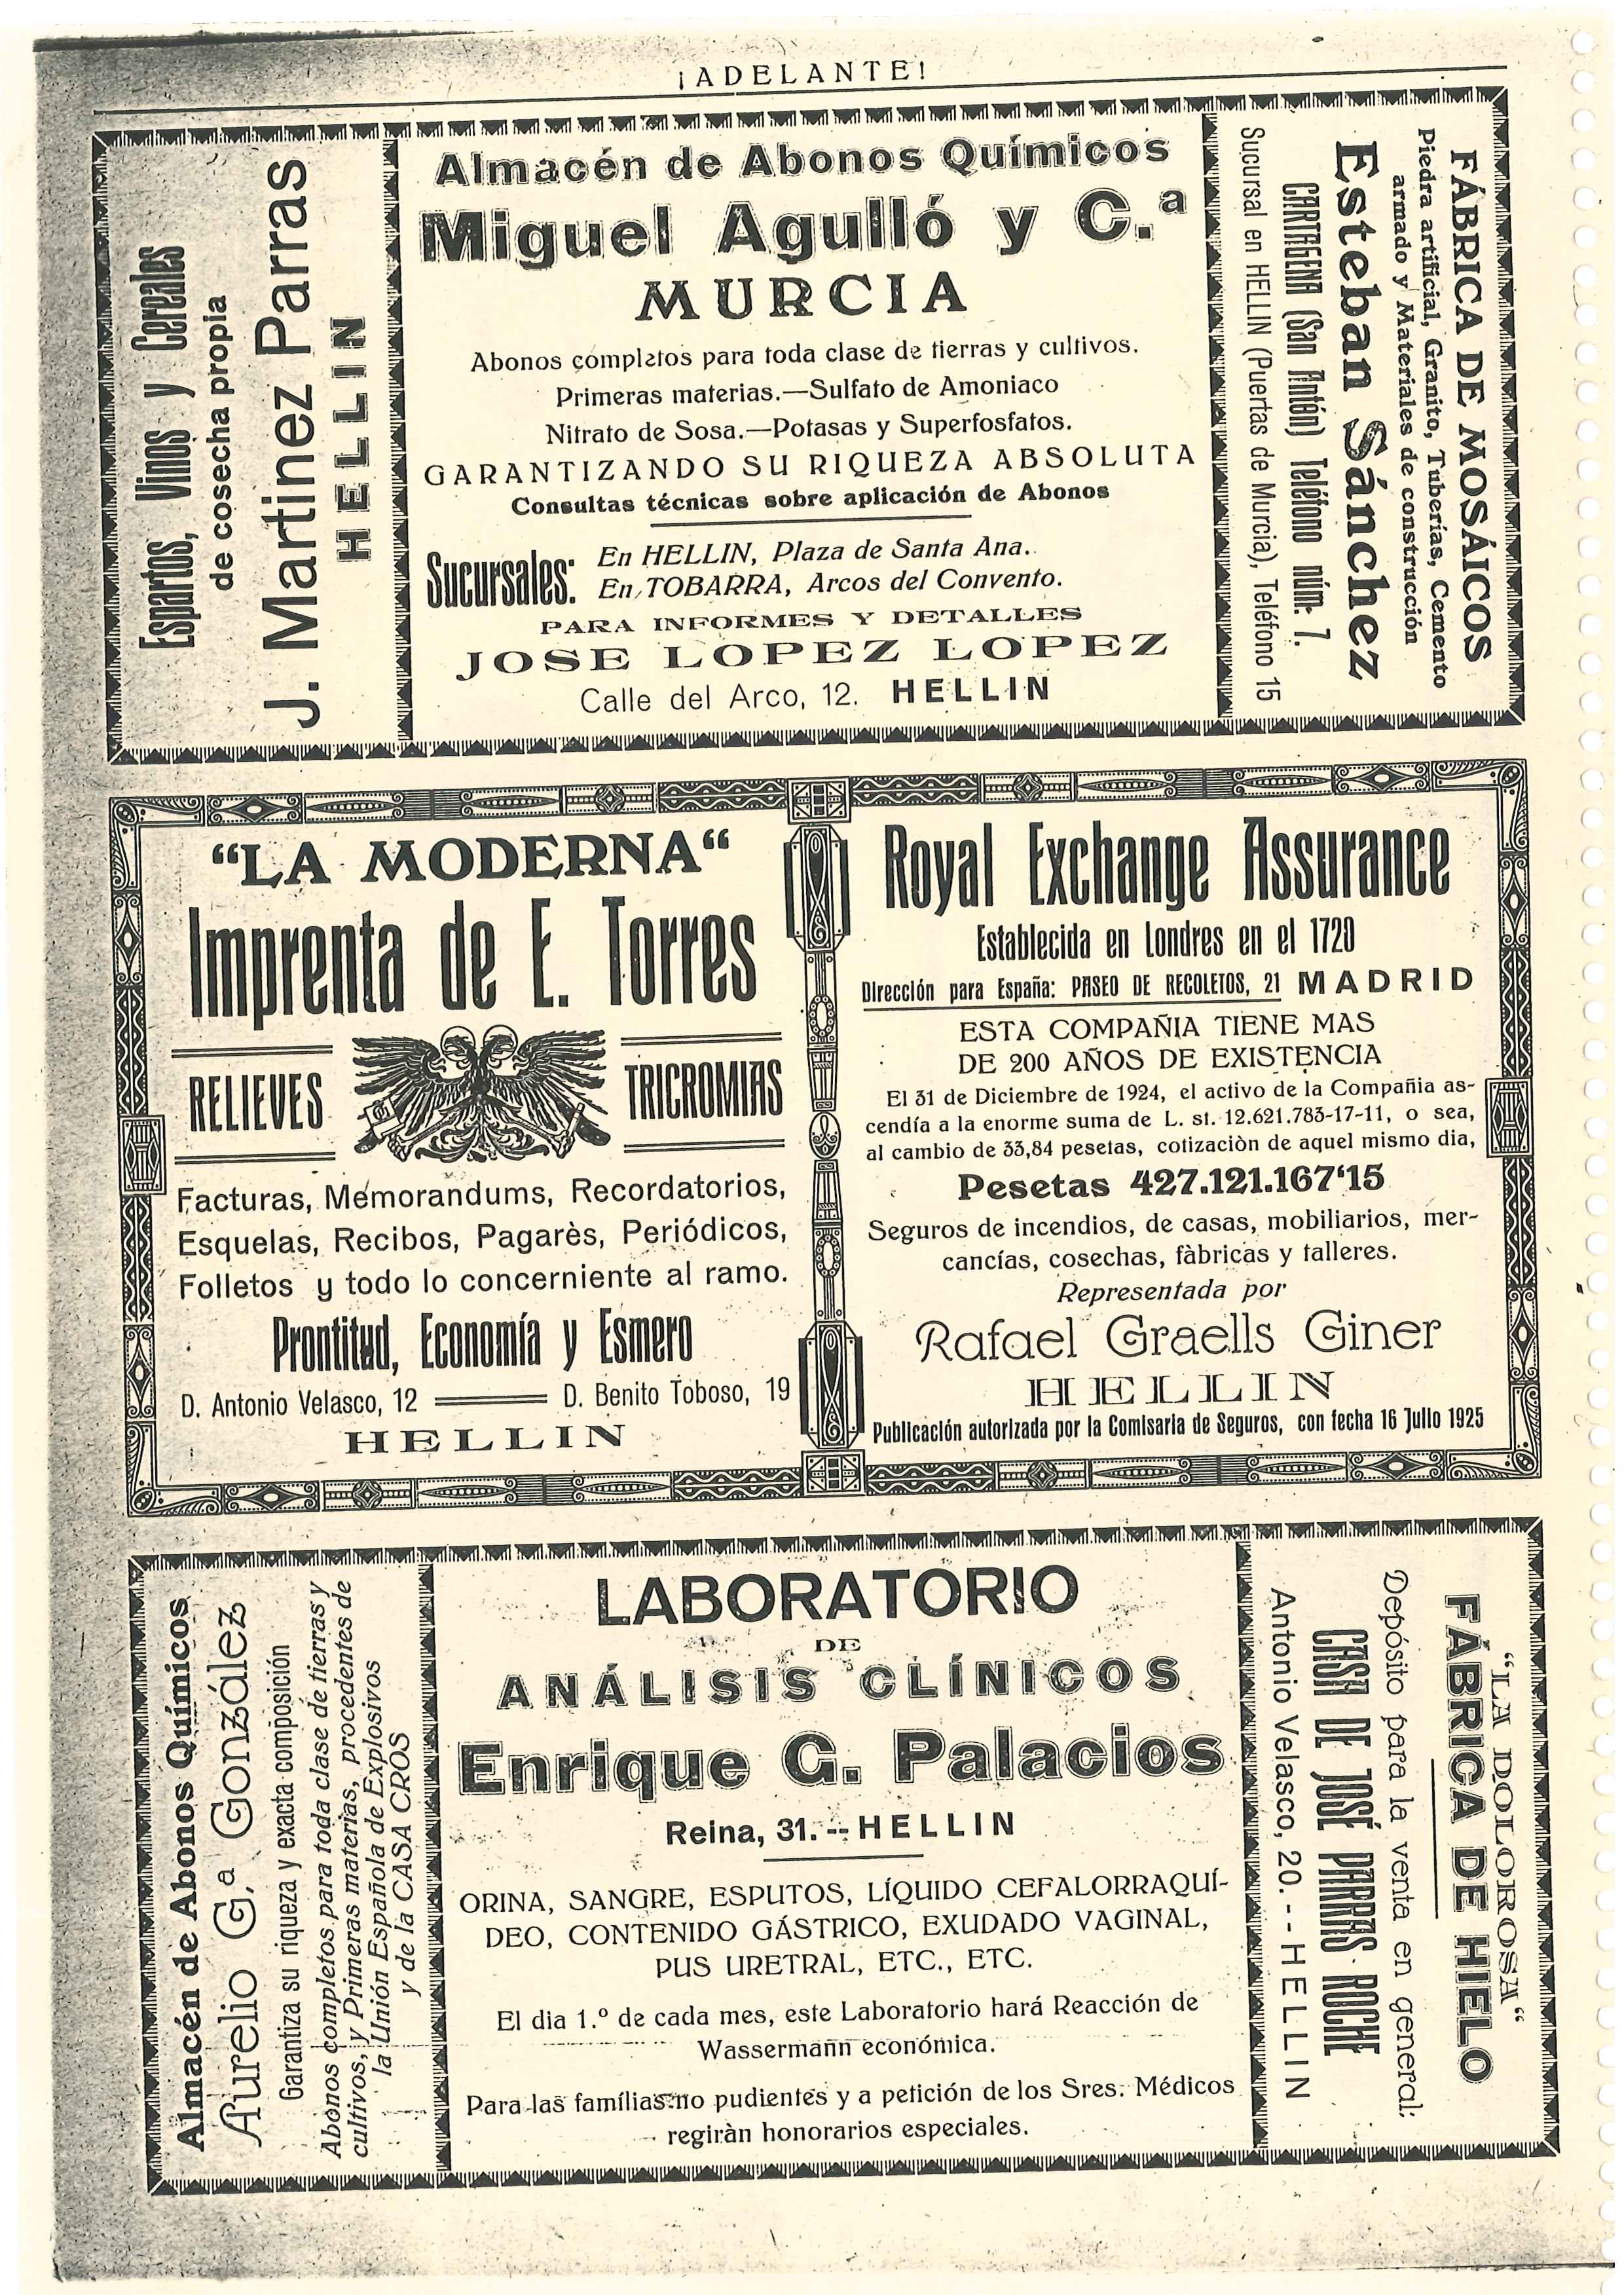 ¡ADELANTE!
Espartos, Vinos y Cereales
de cosecha propia
J. Martinez Parras
HELLIN
Almacén de Abonos Químicos
Miguel Agulló y C.ª
MURCIA
Abonos completos para toda clase de tierras y cultivos.
Primeras materias.—Sulfato de Amoniaco
Nitrato de Sosa.—Potasas y Superfosfatos.
GARANTIZANDO SU RIQUEZA ABSOLUTA
Consultas técnicas sobre aplicación de Abonos
Sucursales: En HELLIN, Plaza de Santa Ana.
En TOBARRA, Arcos del Convento.
PARA INFORMES Y DETALLES
JOSE LOPEZ LOPEZ
Calle del Arco, 12. HELLIN
FÁBRICA DE MOSÁICOS
Piedra artificial, Granito, Tuberías, Cemento
armado y Materiales de construcción
Esteban Sánchez
CARTAGENA (San Antón) Teléfono núm. 7.
Sucursal en HELLIN (Puertas de Murcia), Teléfono 15
“LA MODERNA“
Imprenta de E. Torres
RELIEVES
TRICROMIAS
Facturas, Memorandums, Recordatorios,
Esquelas, Recibos, Pagarès, Periódicos,
Folletos y todo lo concerniente al ramo.
Prontitud, Economía y Esmero
D. Antonio Velasco, 12 D. Benito Toboso, 19
HELLIN
Royal Exchange Assurance
Establecida en Londres en el 1720
Dirección para España: PASEO DE RECOLETOS, 21 MADRID
ESTA COMPAÑIA TIENE MAS
DE 200 AÑOS DE EXISTENCIA
El 31 de Diciembre de 1924, el activo de la Compañia as-
cendía a la enorme suma de L. st. 12.621.783-17-11, o sea,
al cambio de 33,84 pesetas, cotizaciòn de aquel mismo dia,
Pesetas 427.121.167‘15
Seguros de incendios, de casas, mobiliarios, mer-
cancías, cosechas, fàbricas y talleres.
Representada por
Rafael Graells Giner
HELLIN
Publicación autorizada por la Comisaria de Seguros, con fecha 16 Julio 1925
Almacén de Abonos Químicos
Aurelio G.ª González
Garantiza su riqueza y exacta composición
Abonos completos para toda clase de tierras y
cultivos, y Primeras materias, procedentes de
la Unión Española de Explosivos
y de la CASA CROS
LABORATORIO
DE
ANÁLISIS CLÍNICOS
Enrique G. Palacios
Reina, 31.--HELLIN
ORINA, SANGRE, ESPUTOS, LÍQUIDO CEFALORRAQUÍ-
DEO, CONTENIDO GÁSTRICO, EXUDADO VAGINAL,
PUS URETRAL, ETC., ETC.
El dia 1.º de cada mes, este Laboratorio hará Reacción de
Wassermann económica.
Para las famílias no pudientes y a petición de los Sres. Médicos
regiràn honorarios especiales.
“LA DOLOROSA“
FÁBRICA DE HIELO
Depósito para la venta en general:
CASA DE JOSÉ PARRAS ROCHE
Antonio Velasco, 20.--HELLIN